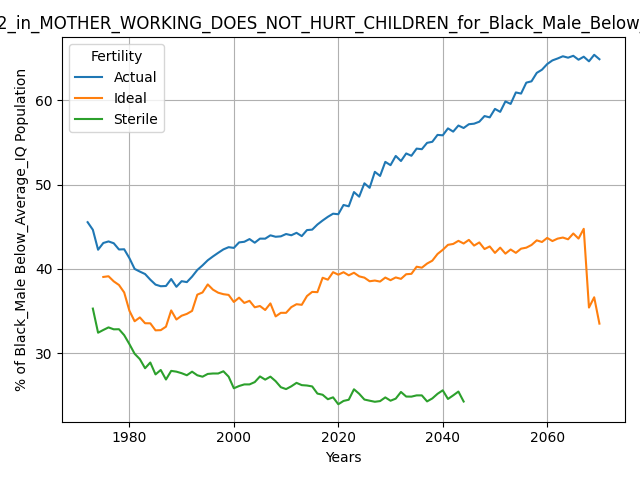 2_in_MOTHER_WORKING_DOES_NOT_HURT_CHILDREN_for_Black_Male_Below_
Fertility
Actual
Ideal
Sterile
% of Black_Male Below_Average_IQ Population
60
50
40
30
1980 2000 2020 2040 2060
Years